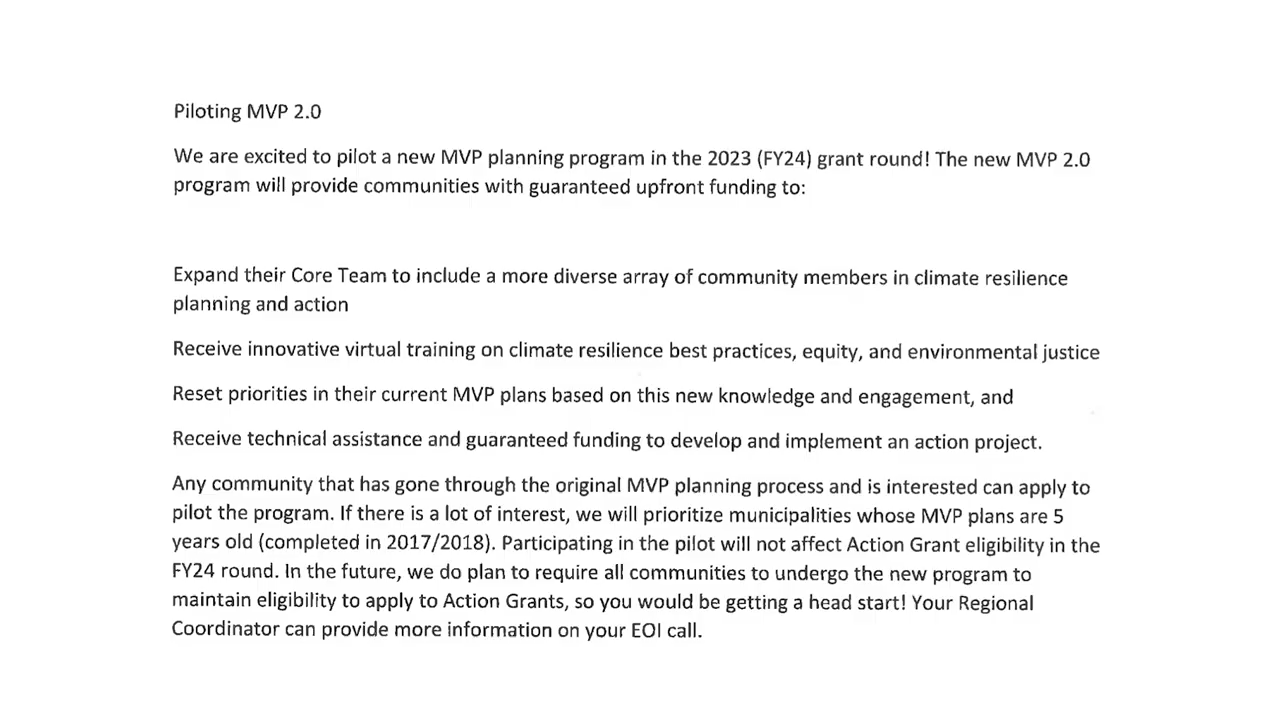 Piloting MVP 2.0
We are excited to pilot a new MVP planning program in the 2023 (FY24) grant round! The new MVP 2.0
program will provide communities with guaranteed upfront funding to:
Expand their Core Team to include a more diverse array of community members in climate resilience
planning and action
Receive innovative virtual training on climate resilience best practices, equity, and environmental justice
Reset priorities in their current MVP plans based on this new knowledge and engagement, and
Receive technical assistance and guaranteed funding to develop and implement an action project.
Any community that has gone through the original MVP planning process and is interested can apply to
pilot the program. If there is a lot of interest, we will prioritize municipalities whose MVP plans are 5
years old (completed in 2017/2018). Participating in the pilot will not affect Action Grant eligibility in the
FY24 round. In the future, we do plan to require all communities to undergo the new program to
maintain eligibility to apply to Action Grants, so you would be getting a head start! Your Regional
Coordinator can provide more information on your EOI call.